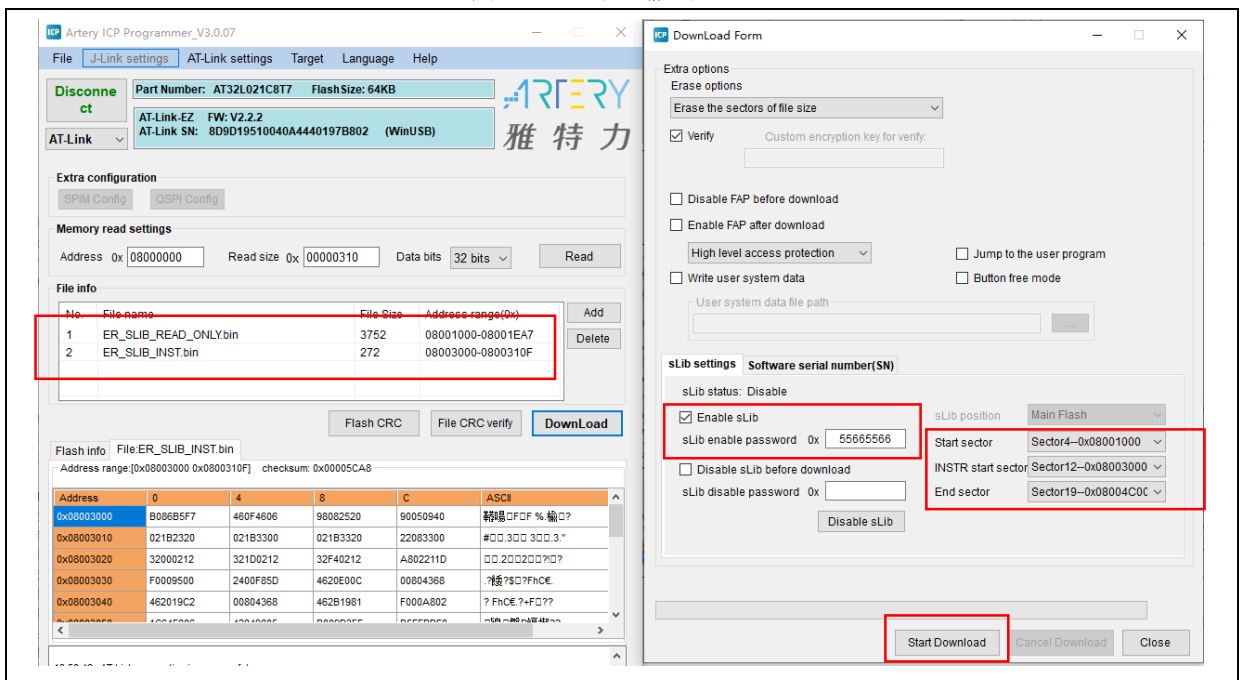 Artery ICP Programmer_V3.0.07
File J-Link settings AT-Link settings Target Language Help
Disconne
ct
Part Number: AT32L021C8T7 FlashSize: 64KB
AT-Link-EZ FW: V2.2.2
AT-Link SN: 8D9D19510040A4440197B802 (WinUSB)
AT-Link
ARTERY
雅特力
Extra configuration
SPIM Config QSPI Config
Memory read settings
Address 0x 08000000 Read size 0x 00000310 Data bits 32 bits Read
File info
No. File name File Size Address range(0x)
Add
1 ER_SLIB_READ_ONLY.bin 3752 08001000-08001EA7
Delete
2 ER_SLIB_INST.bin 272 08003000-0800310F
Flash CRC File CRC verify DownLoad
Flash info File:ER_SLIB_INST.bin
Address range:[0x08003000 0x0800310F] checksum: 0x00005CA8
Address 0 4 8 C ASCII
0x08003000 B086B5F7 460F4606 98082520 90050940
0x08003010 021B2320 021B3300 021B3320 22083300
0x08003020 32000212 321D0212 32F40212 A802211D
0x08003030 F0009500 2400F85D 4620E00C 00804368
0x08003040 462019C2 00804368 462B1981 F000A802
DownLoad Form
Extra options
Erase options
Erase the sectors of file size
Verify Custom encryption key for verify:
Disable FAP before download
Enable FAP after download
High level access protection Jump to the user program
Write user system data Button free mode
User system data file path
....
sLib settings Software serial number(SN)
sLib status: Disable
Enable sLib sLib position Main Flash
sLib enable password 0x 55665566 Start sector Sector4--0x08001000
Disable sLib before download INSTR start sector Sector12--0x08003000
sLib disable password 0x End sector Sector19--0x08004C00
Disable sLib
Start Download Cancel Download Close